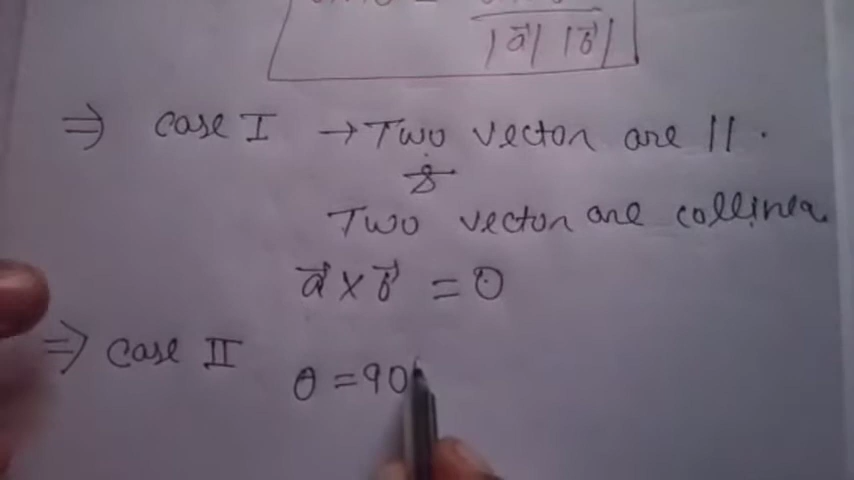 |a⃗| |b⃗|
⇒ case I → Two vector are ||.
Two vector are collinea
a⃗ × b⃗ = 0
⇒ case II
θ = 90